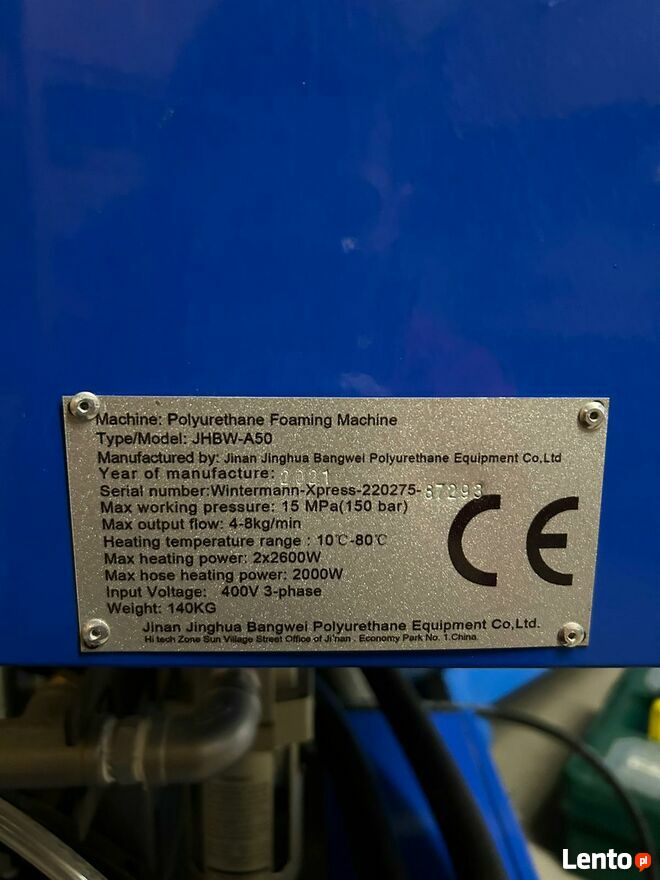 Machine: Polyurethane Foaming Machine
Type/Model: JHBW-A50
Manufactured by: Jinan Jinghua Bangwei Polyurethane Equipment Co,Ltd
Year of manufacture: 2021
Serial number:Wintermann-Xpress-220275-87293
Max working pressure: 15 MPa(150 bar)
Max output flow: 4-8kg/min
Heating temperature range : 10℃-80℃
Max heating power: 2x2600W
Max hose heating power: 2000W
Input Voltage: 400V 3-phase
Weight: 140KG
CE
Jinan Jinghua Bangwei Polyurethane Equipment Co,Ltd.
Hi tech Zone Sun Village Street Office of Ji'nan . Economy Park No. 1.China
Lento.pl